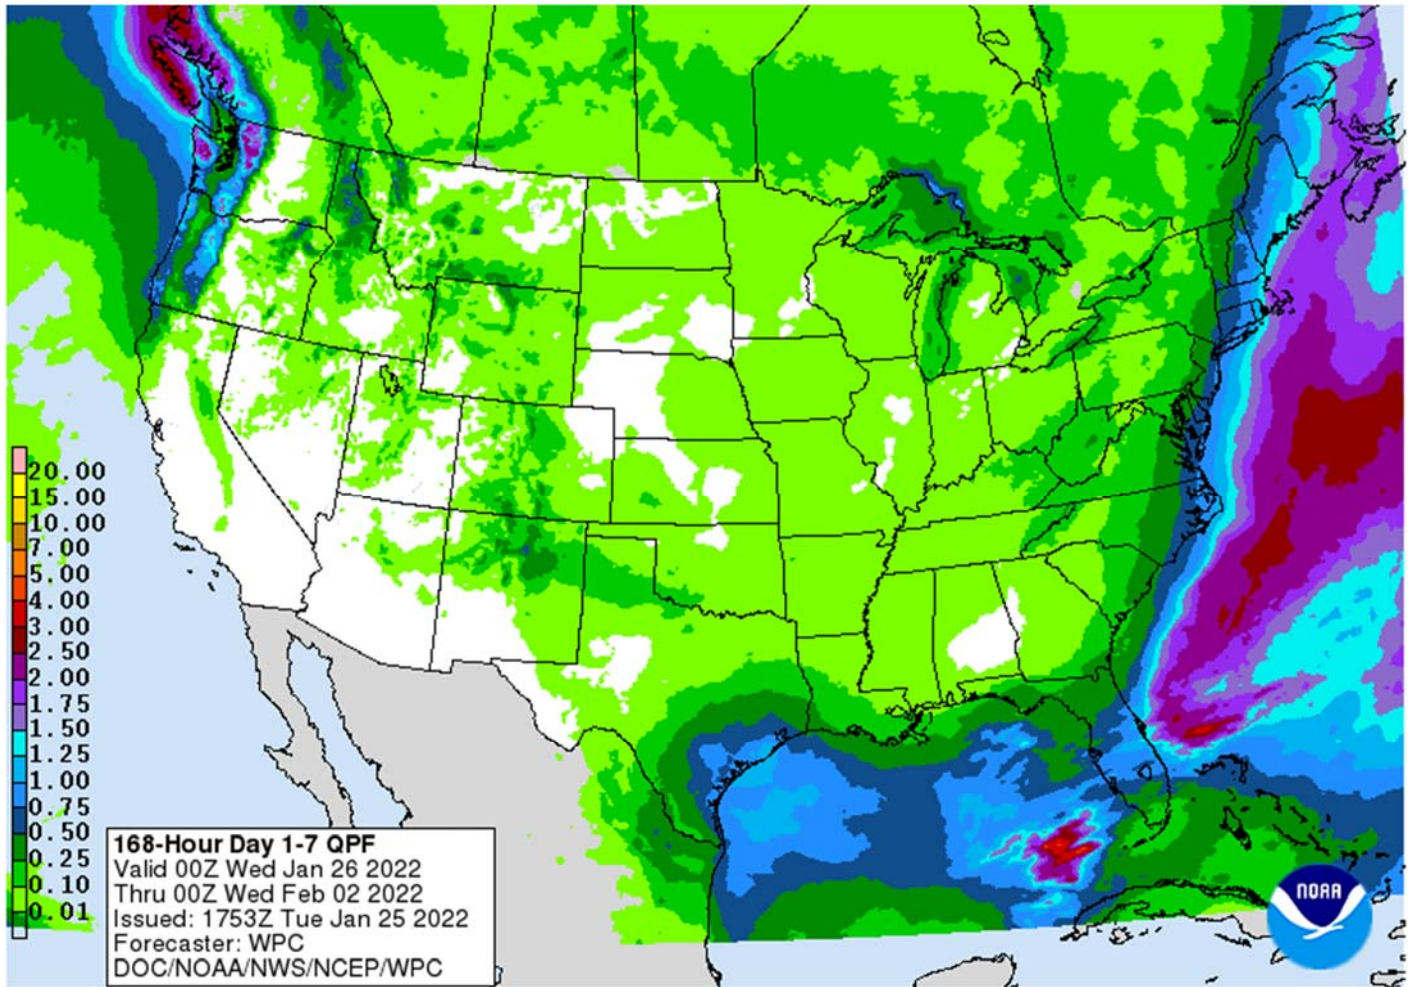 20.00
15.00
10.00
7.00
5.00
4.00
3.00
2.50
2.00
1.75
1.50
1.25
1.00
0.75
0.50
0.25
0.10
0.01
168-Hour Day 1-7 QPF
Valid 00Z Wed Jan 26 2022
Thru 00Z Wed Feb 02 2022
Issued: 1753Z Tue Jan 25 2022
Forecaster: WPC
DOC/NOAA/NWS/NCEP/WPC
NOAA